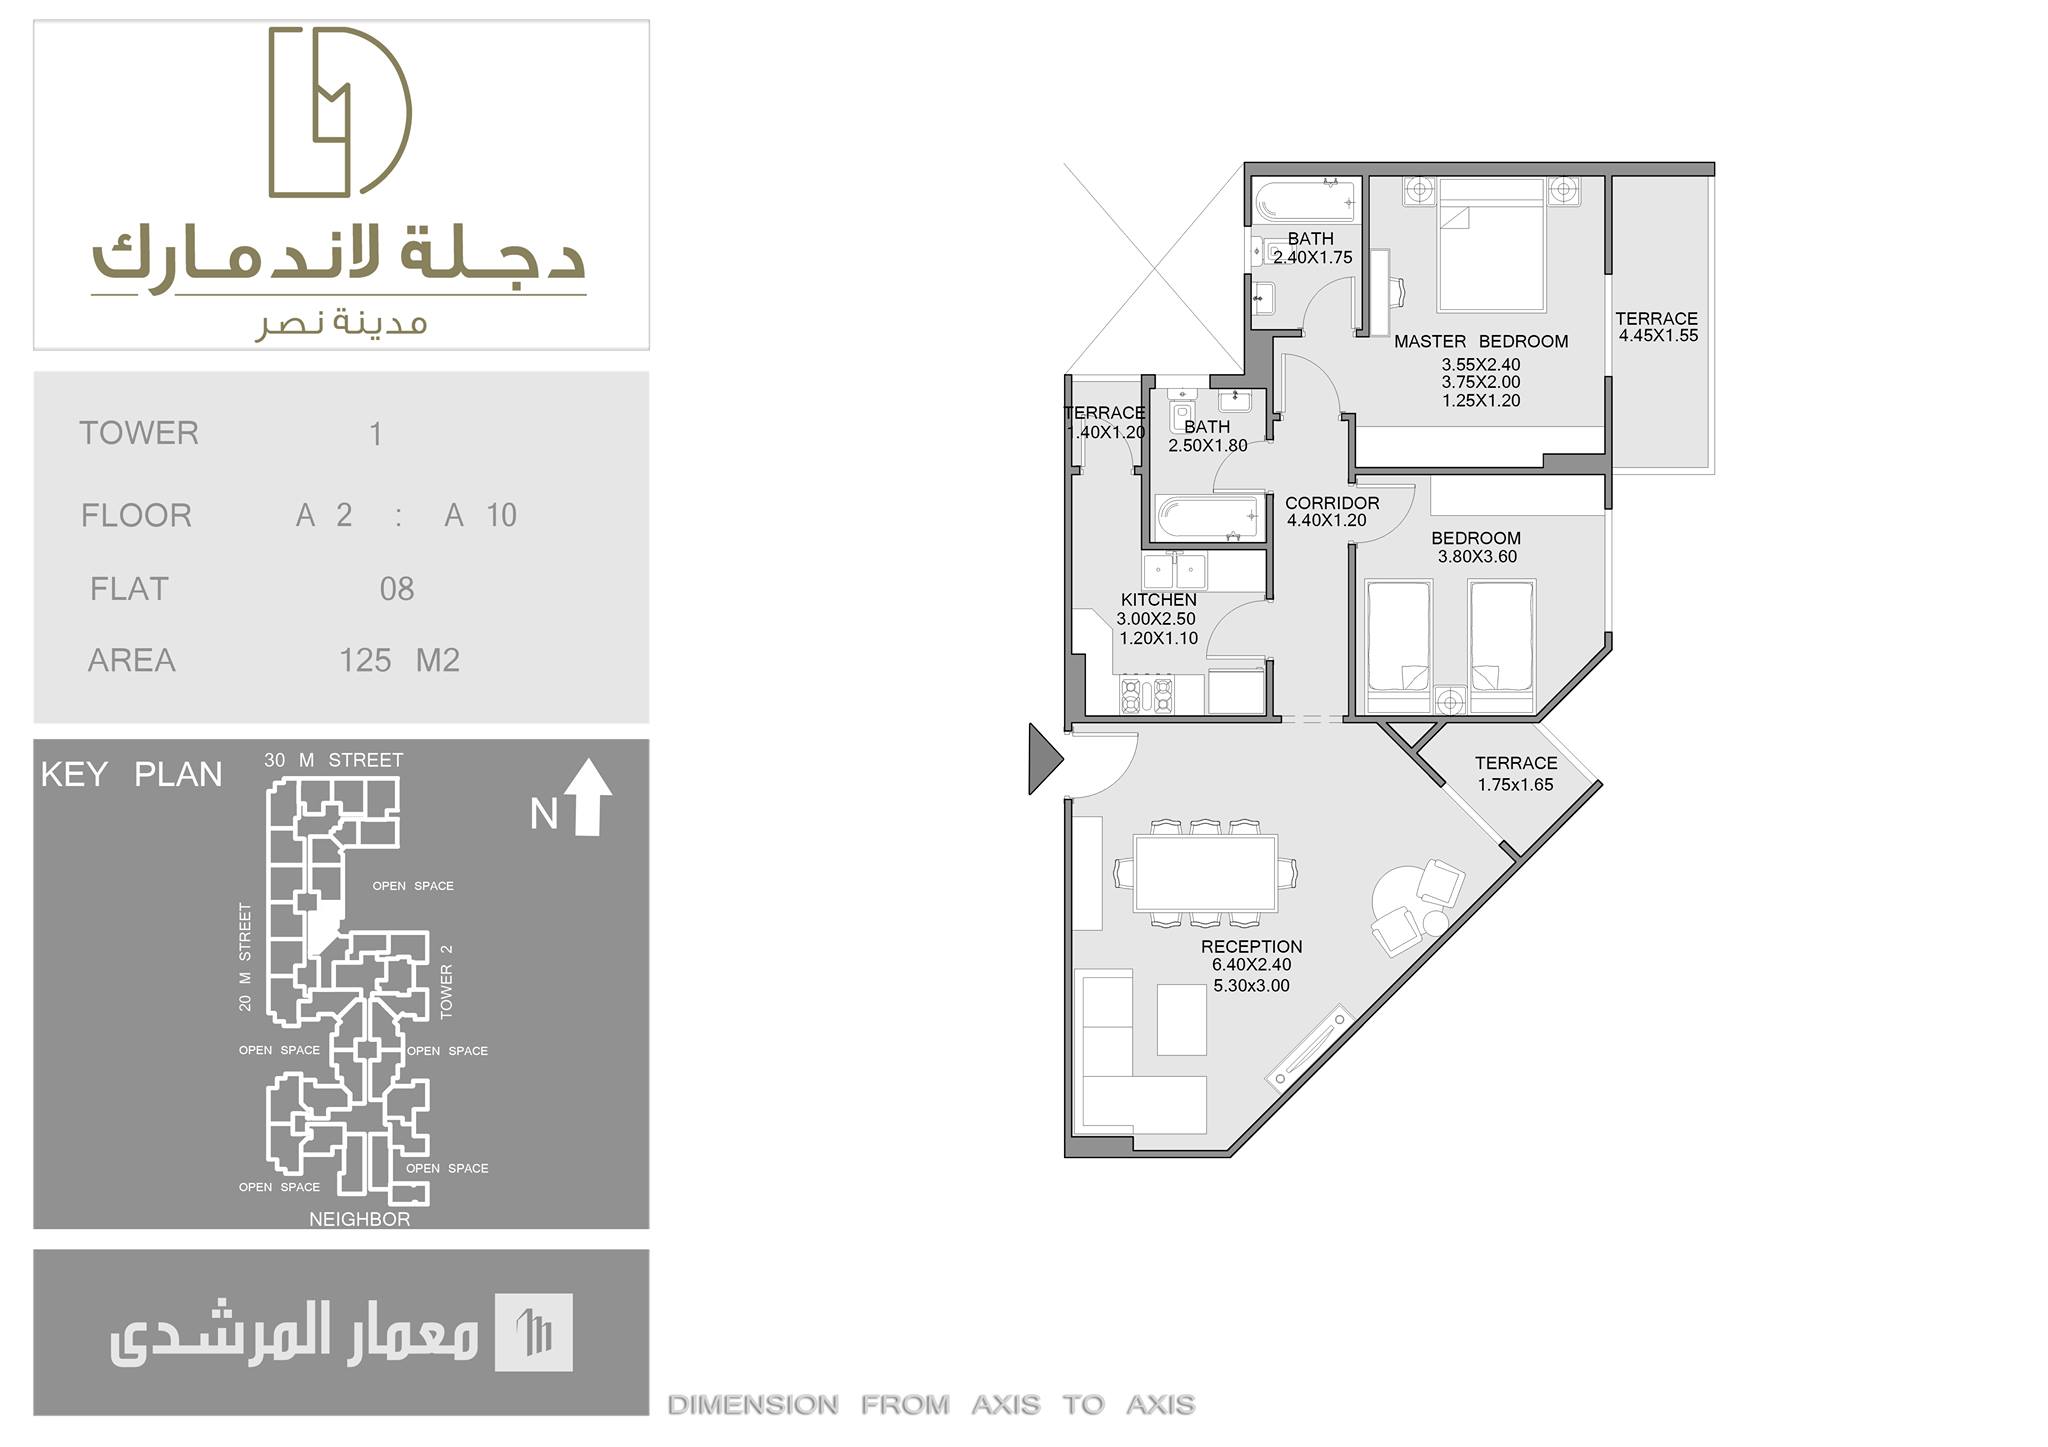 دجلة لاندمارك
مدينة نصر
TOWER 1
FLOOR A 2 : A 10
FLAT 08
AREA 125 M2
KEY PLAN
30 M STREET
N
OPEN SPACE
20 M STREET
TOWER 2
OPEN SPACE
OPEN SPACE
OPEN SPACE
OPEN SPACE
NEIGHBOR
معمار المرشدى
BATH
2.40X1.75
MASTER BEDROOM
3.55X2.40
3.75X2.00
1.25X1.20
TERRACE
4.45X1.55
TERRACE
1.40X1.20
BATH
2.50X1.80
CORRIDOR
4.40X1.20
BEDROOM
3.80X3.60
KITCHEN
3.00X2.50
1.20X1.10
TERRACE
1.75x1.65
RECEPTION
6.40X2.40
5.30x3.00
DIMENSION FROM AXIS TO AXIS